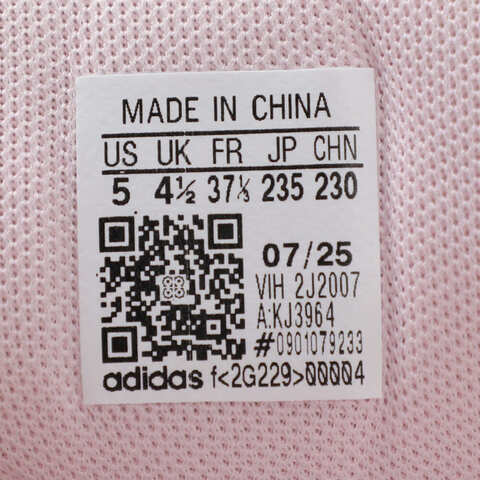 MADE IN CHINA
US UK FR JP CHN
5 4½ 37⅓ 235 230
07/25
VIH 2J2007
A:KJ3964
#0901079233
adidas f<2G229>00004